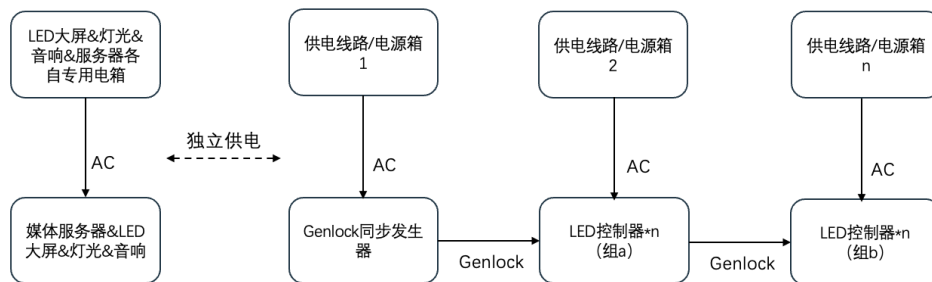 LED大屏&灯光&
音响&服务器各
自专用电箱
供电线路/电源箱
1
供电线路/电源箱
2
供电线路/电源箱
n
AC
独立供电
AC
AC
AC
媒体服务器&LED
大屏&灯光&音响
Genlock同步发生
器
Genlock
LED控制器*n
（组a）
Genlock
LED控制器*n
（组b）